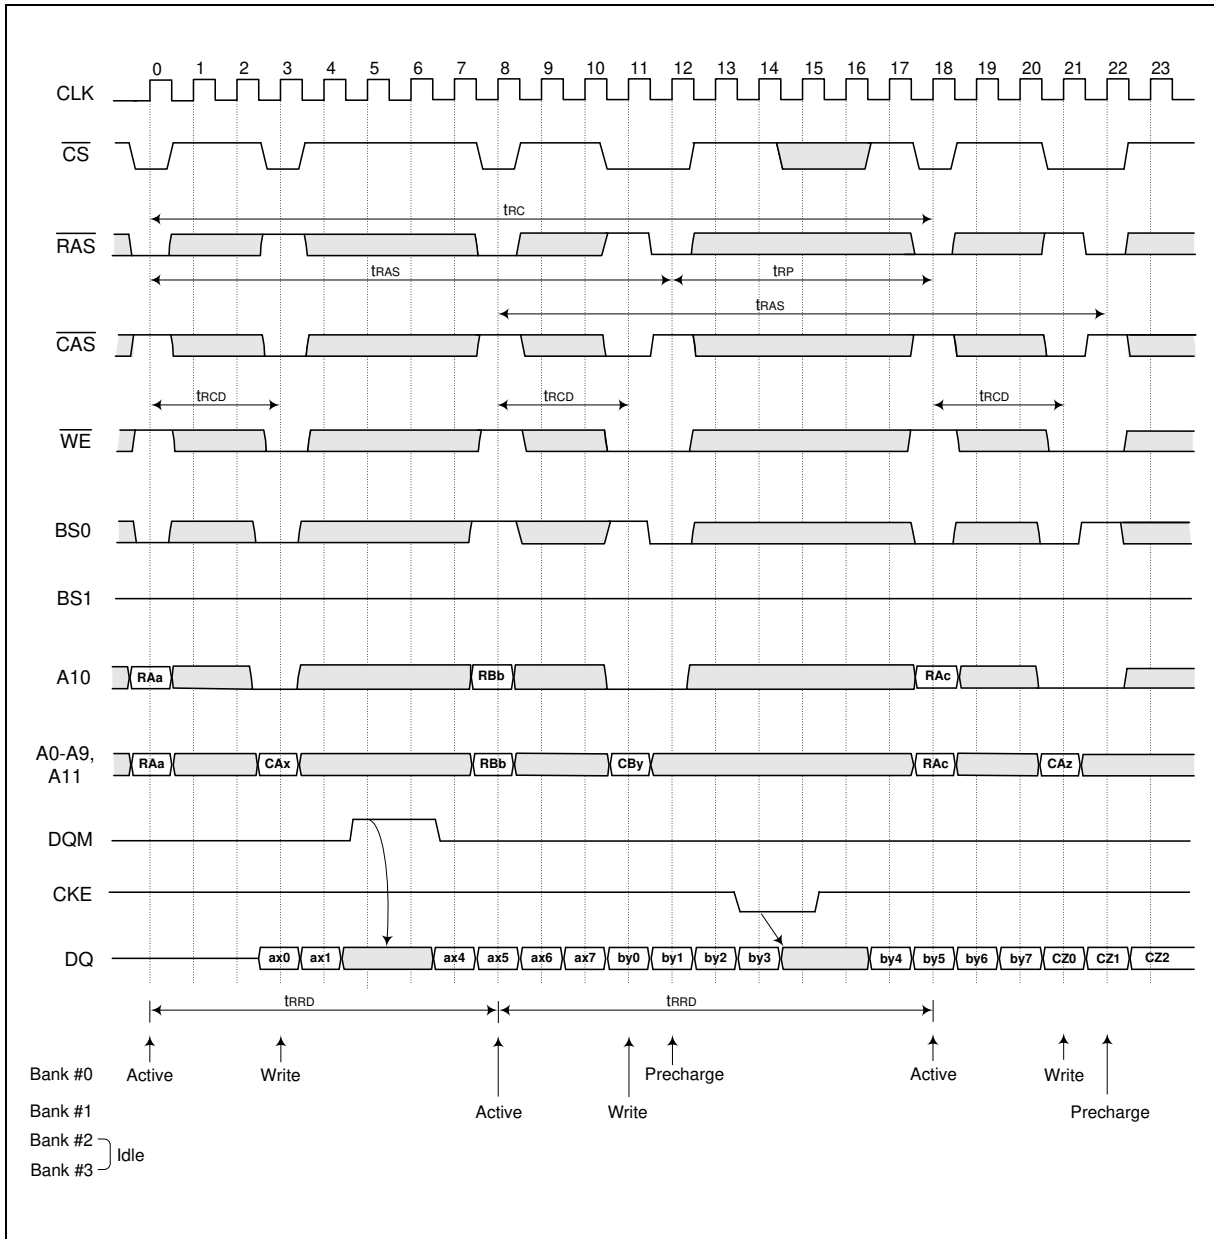 0 1 2 3 4 5 6 7 8 9 10 11 12 13 14 15 16 17 18 19 20 21 22 23
CLK
CS
tRC
RAS
tRAS tRP
tRAS
CAS
tRCD tRCD tRCD
WE
BS0
BS1
A10 RAa RBb RAc
A0-A9,
A11
RAa CAx RBb CBy RAc CAz
DQM
CKE
DQ ax0 ax1 ax4 ax5 ax6 ax7 by0 by1 by2 by3 by4 by5 by6 by7 CZ0 CZ1 CZ2
tRRD tRRD
Bank #0 Active Write Precharge Active Write
Bank #1 Active Write Precharge
Bank #2
Idle
Bank #3